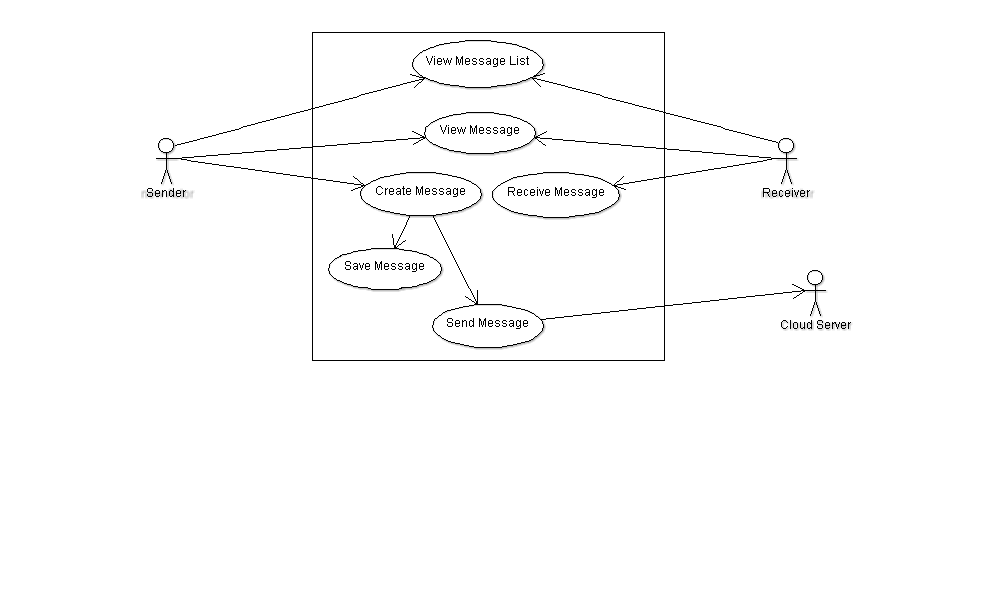 View Message List
View Message
Sender
Create Message
Receive Message
Receiver
Save Message
Send Message
Cloud Server